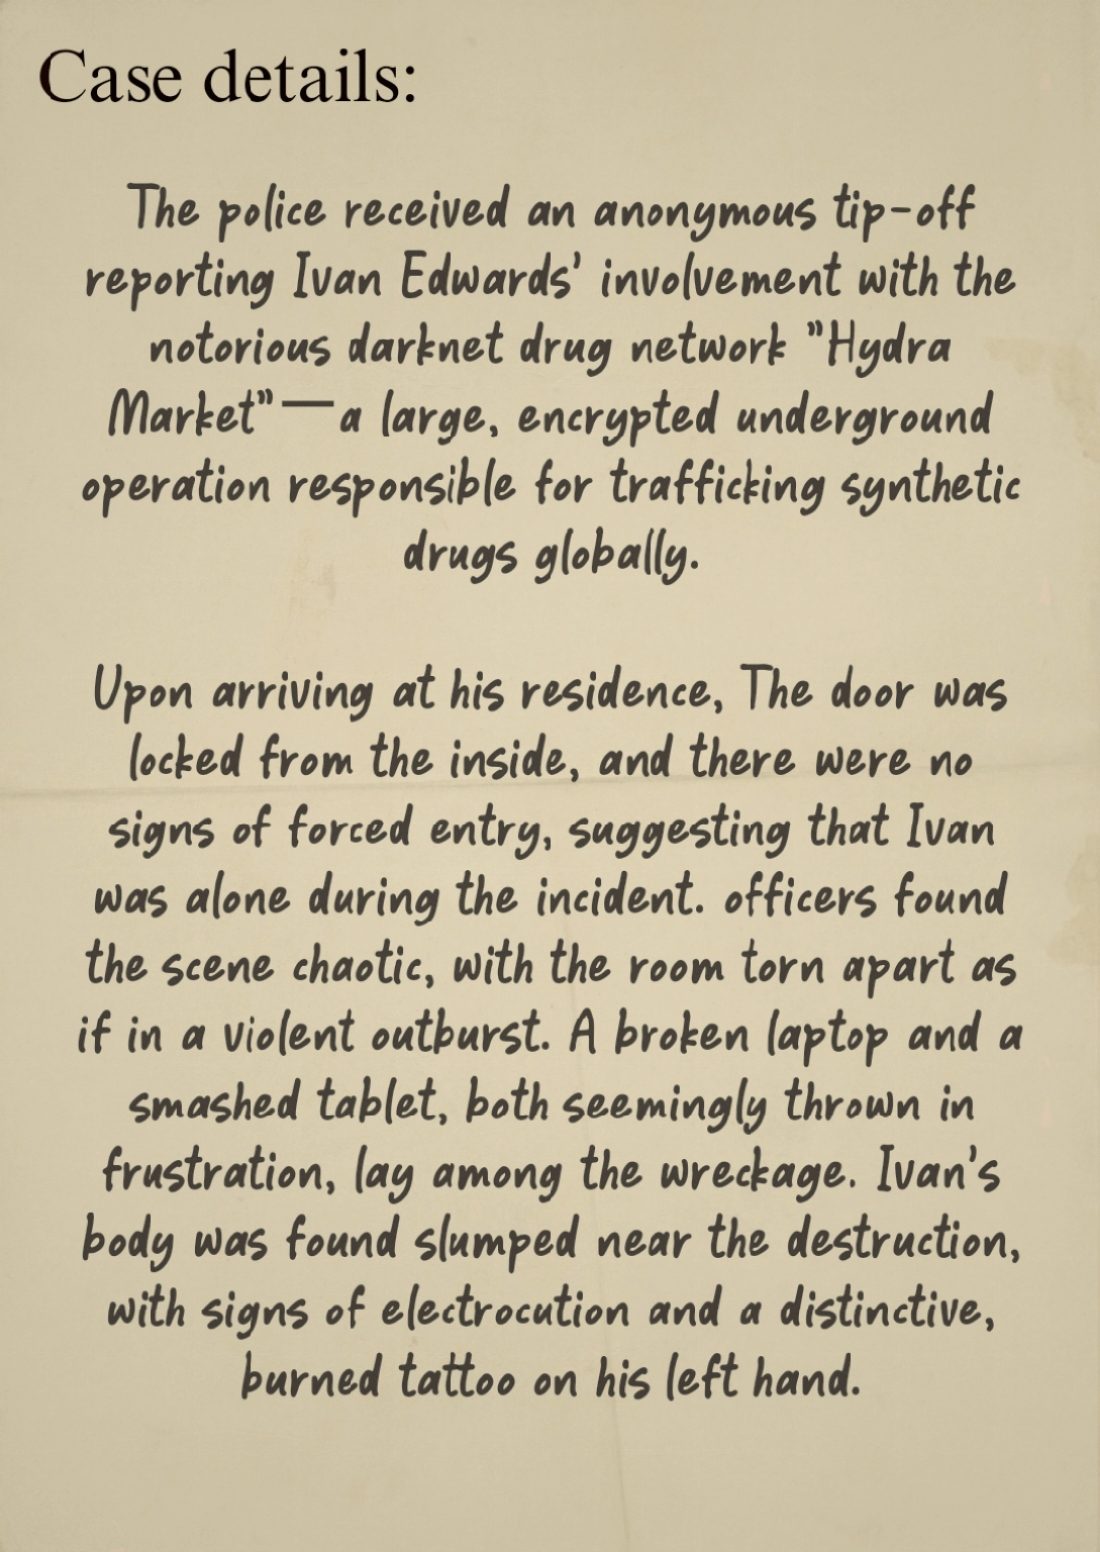 Case details:
The police received an anonymous tip-off
reporting Ivan Edwards' involvement with the
notorious darknet drug network "Hydra
Market"—a large, encrypted underground
operation responsible for trafficking synthetic
drugs globally.
Upon arriving at his residence, The door was
locked from the inside, and there were no
signs of forced entry, suggesting that Ivan
was alone during the incident. officers found
the scene chaotic, with the room torn apart as
if in a violent outburst. A broken laptop and a
smashed tablet, both seemingly thrown in
frustration, lay among the wreckage. Ivan's
body was found slumped near the destruction,
with signs of electrocution and a distinctive,
burned tattoo on his left hand.